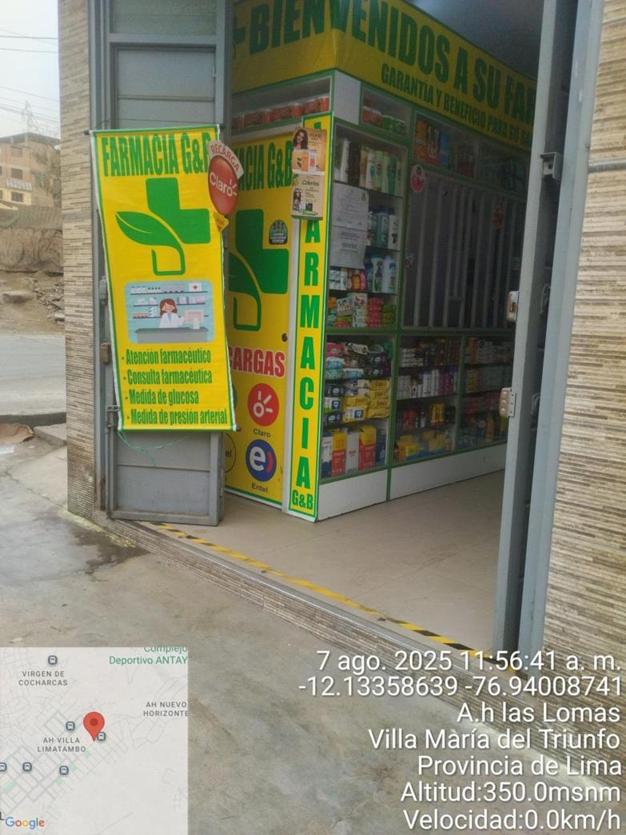 BIENVENIDOS A SU FAR
GARANTIA Y BENEFICIO PARA SU
FARMACIA G&B
RECARGA
Claro
- Atención farmacéutico
- Consulta farmacéutica
- Medida de glucosa
- Medida de presión arterial
CIA G&B
CARGAS
Claro
el
e)
Entel
FARMACIA
G&B
Complejo
Deportivo ANTAY
VIRGEN DE
COCHARCAS
AH NUEVO
HORIZONTE
AH VILLA
LIMATAMBO
Google
7 ago. 2025 11:56:41 a. m.
-12.13358639 -76.94008741
A.h las Lomas
Villa María del Triunfo
Provincia de Lima
Altitud:350.0msnm
Velocidad:0.0km/h